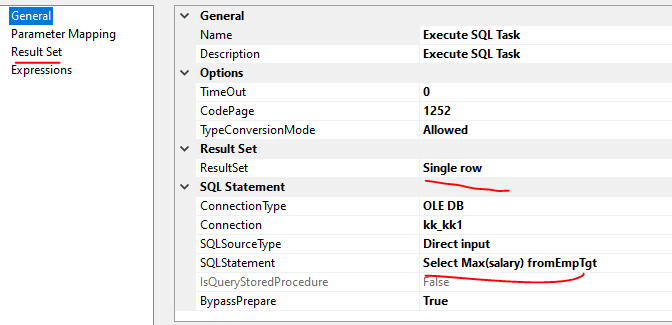 General
Parameter Mapping
Result Set
Expressions
General
Name Execute SQL Task
Description Execute SQL Task
Options
TimeOut 0
CodePage 1252
TypeConversionMode Allowed
Result Set
ResultSet Single row
SQL Statement
ConnectionType OLE DB
Connection kk_kk1
SQLSourceType Direct input
SQLStatement Select Max(salary) fromEmpTgt
IsQueryStoredProcedure False
BypassPrepare True